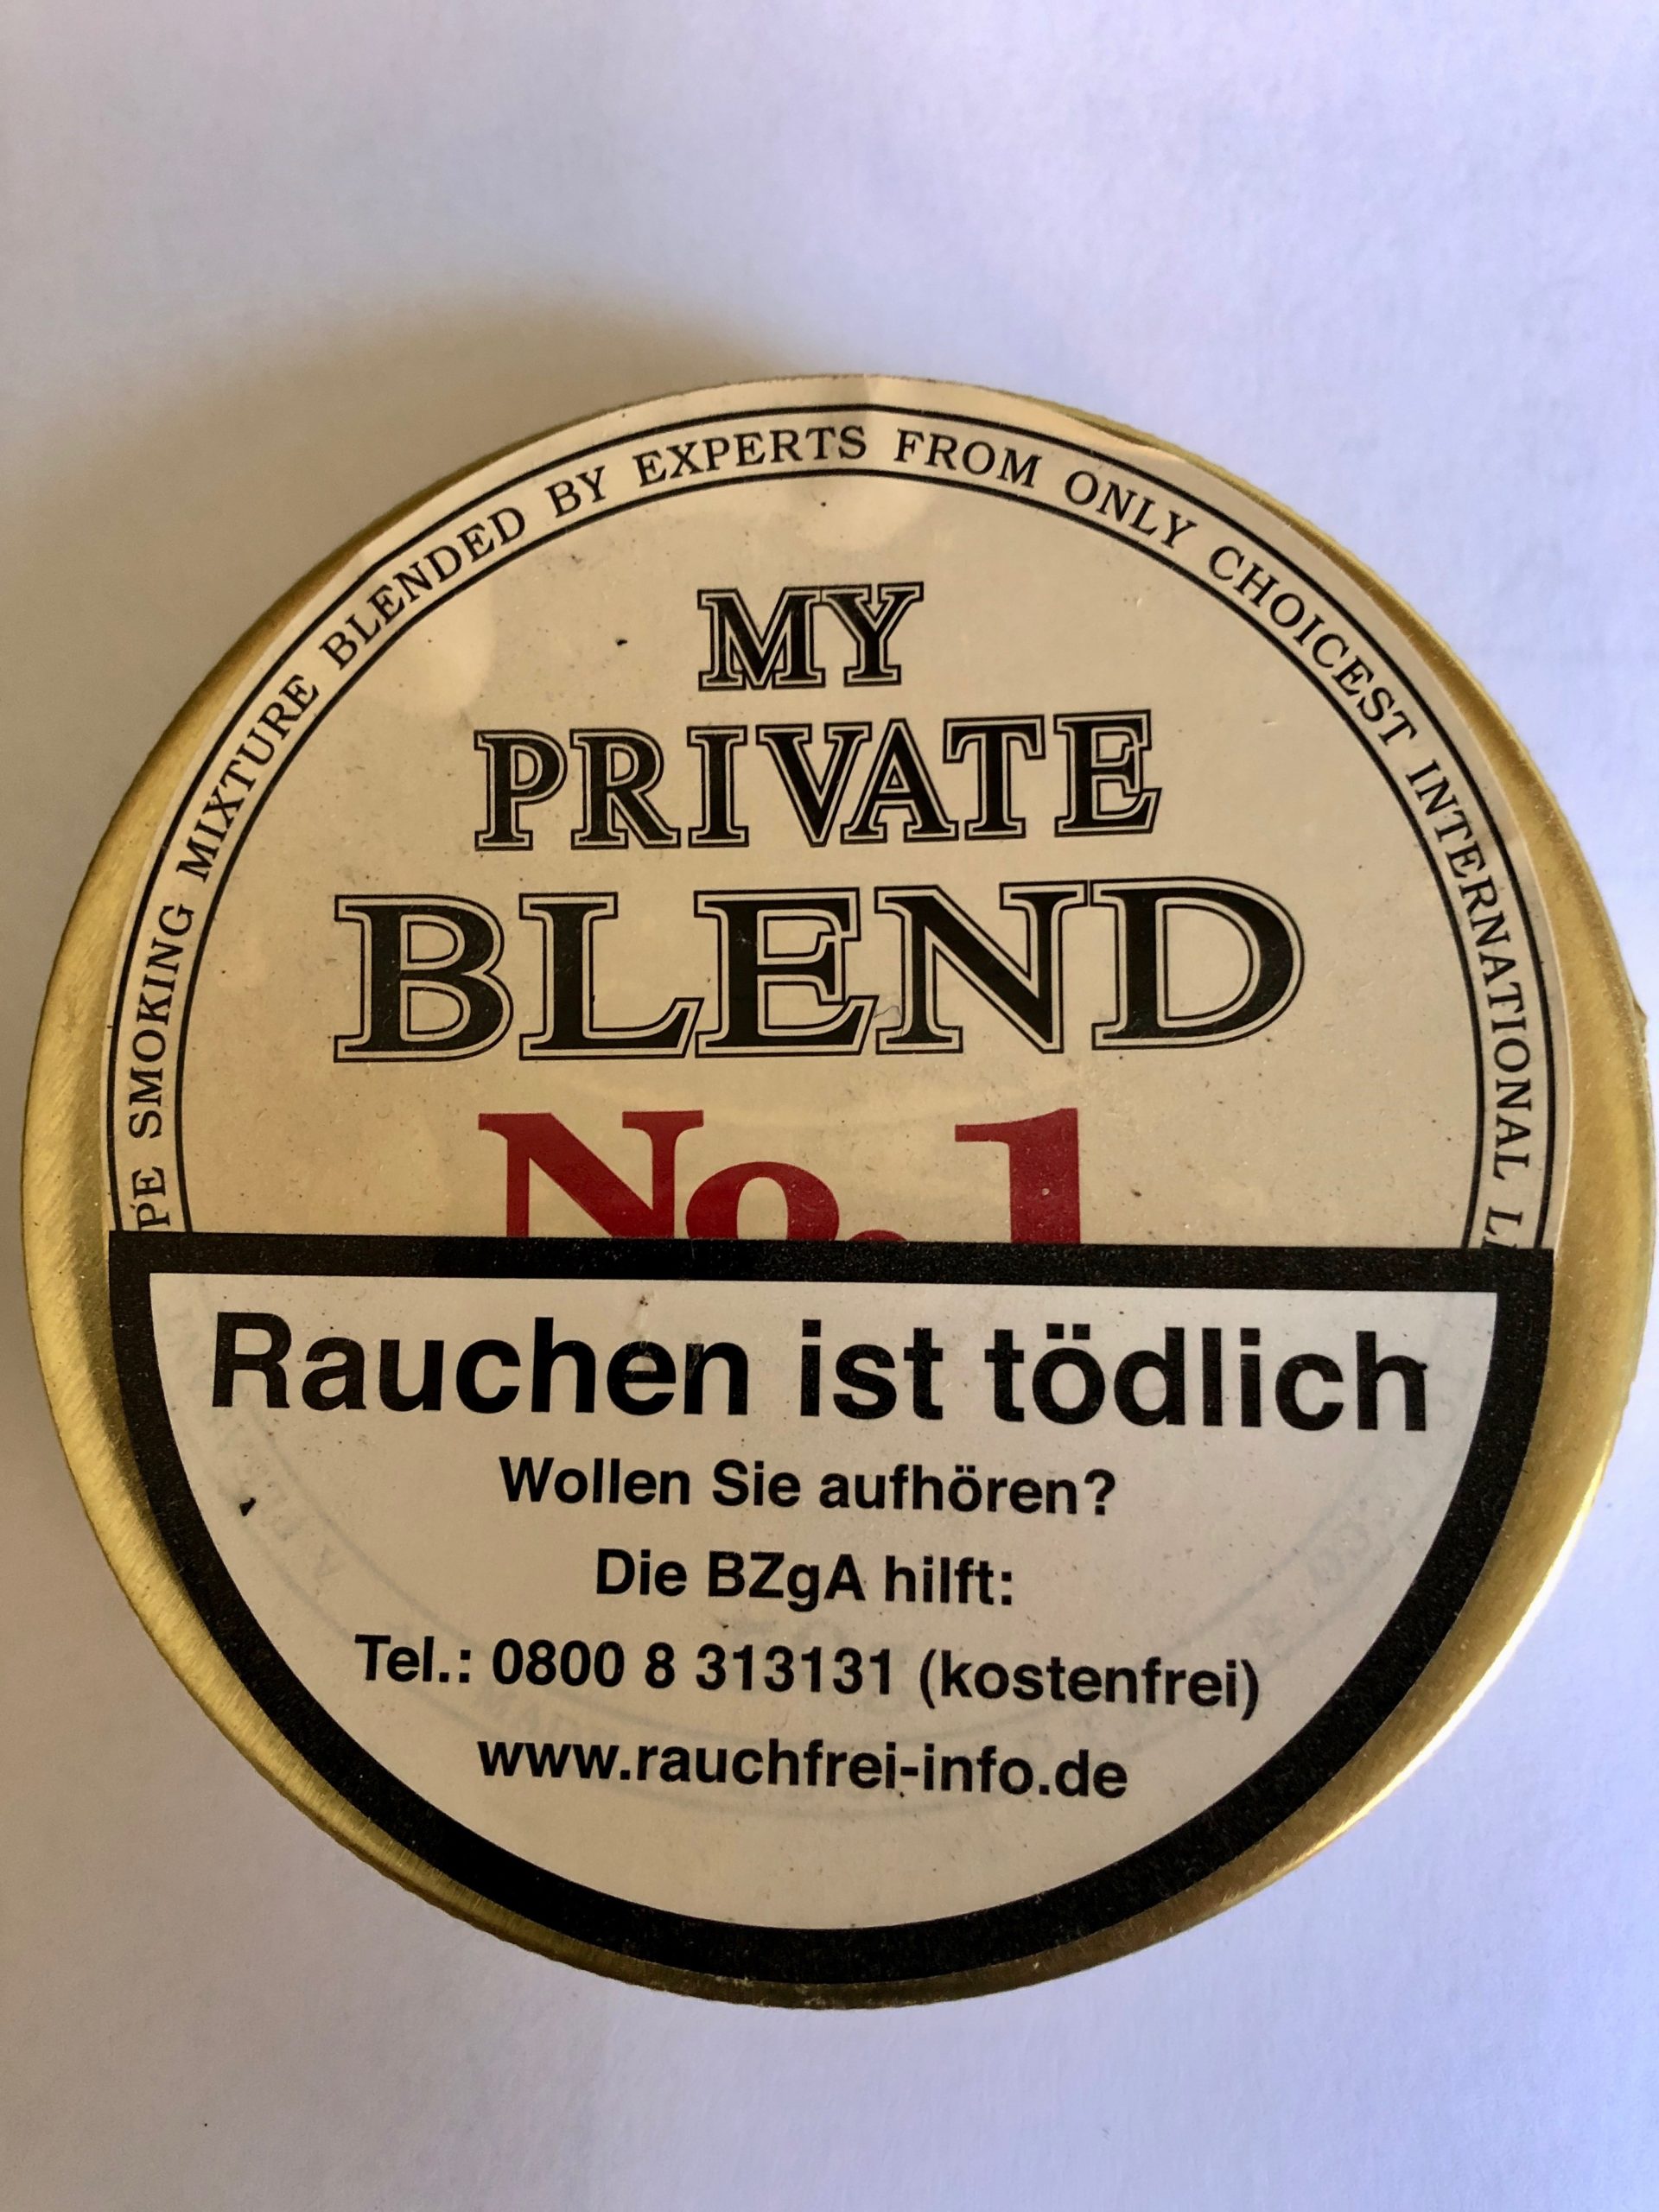 PE SMOKING MIXTURE BLENDED BY EXPERTS FROM ONLY CHOICEST INTERNATIONAL
MY
PRIVATE
BLEND
No. 1
Rauchen ist tödlich
Wollen Sie aufhören?
Die BZgA hilft:
Tel.: 0800 8 313131 (kostenfrei)
www.rauchfrei-info.de